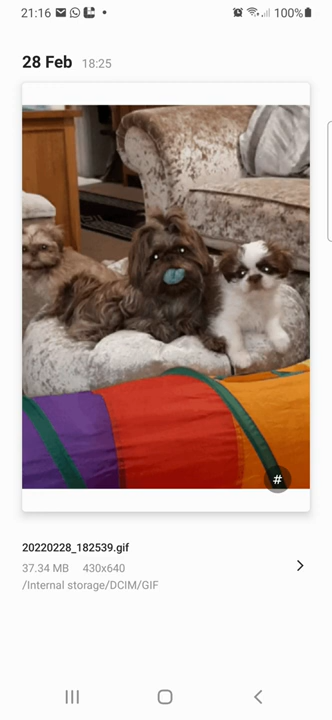 21:16
100%
28 Feb 18:25
#
20220228_182539.gif
37.34 MB 430x640
/Internal storage/DCIM/GIF